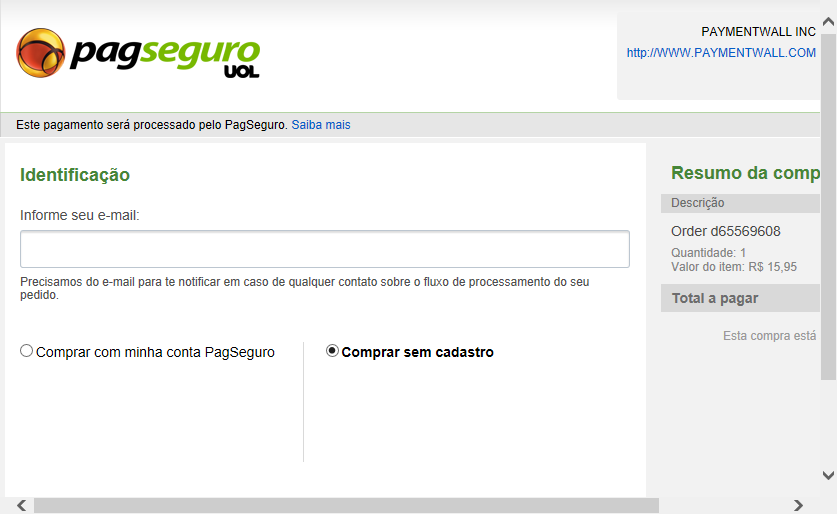 pagseguro
UOL
PAYMENTWALL INC
http://WWW.PAYMENTWALL.COM
Este pagamento será processado pelo PagSeguro. Saiba mais
Identificação
Informe seu e-mail:
Precisamos do e-mail para te notificar em caso de qualquer contato sobre o fluxo de processamento do seu
pedido.
Comprar com minha conta PagSeguro
Comprar sem cadastro
Resumo da comp
Descrição
Order d65569608
Quantidade: 1
Valor do item: R$ 15,95
Total a pagar
Esta compra está